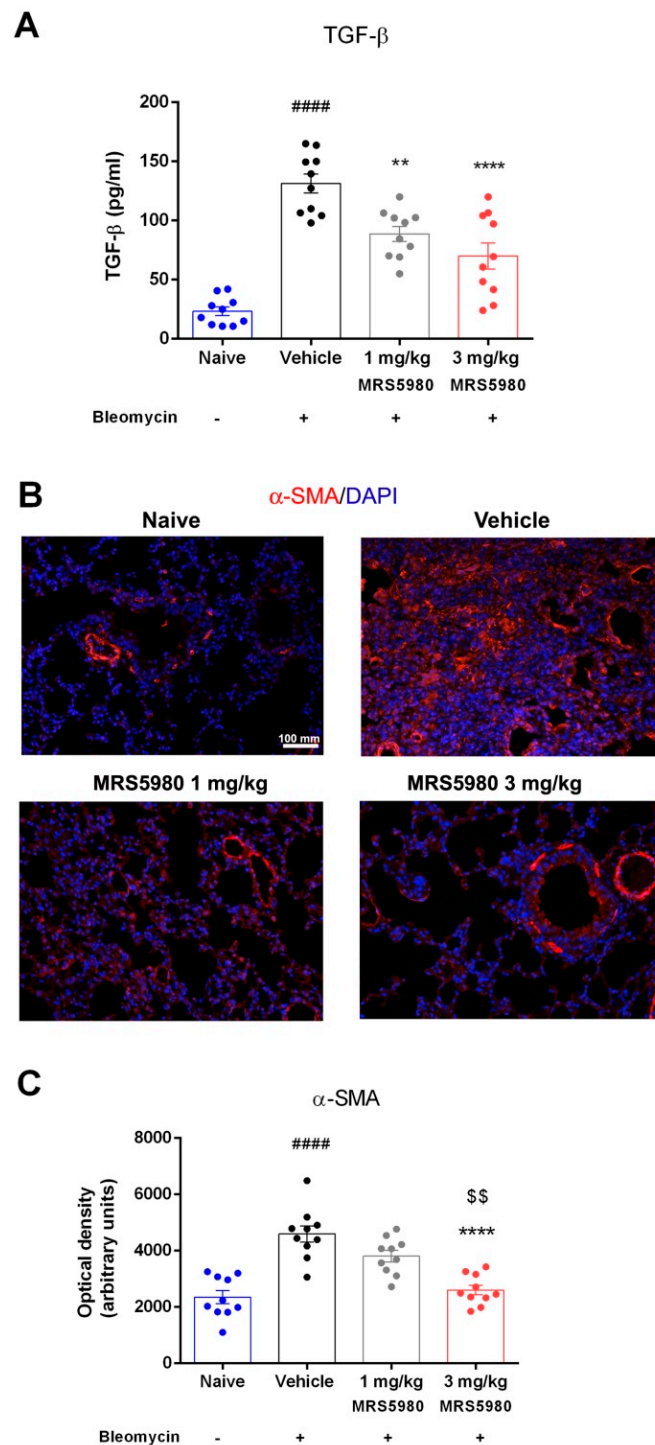 A
TGF-β
TGF-β (pg/ml)
200
150
100
50
0
####
**
****
Naive
Vehicle
1 mg/kg
MRS5980
3 mg/kg
MRS5980
Bleomycin - + + +
B
α-SMA/DAPI
Naive
Vehicle
100 mm
MRS5980 1 mg/kg
MRS5980 3 mg/kg
C
α-SMA
Optical density
(arbitrary units)
8000
6000
4000
2000
0
####
$$
****
Naive
Vehicle
1 mg/kg
MRS5980
3 mg/kg
MRS5980
Bleomycin - + + +